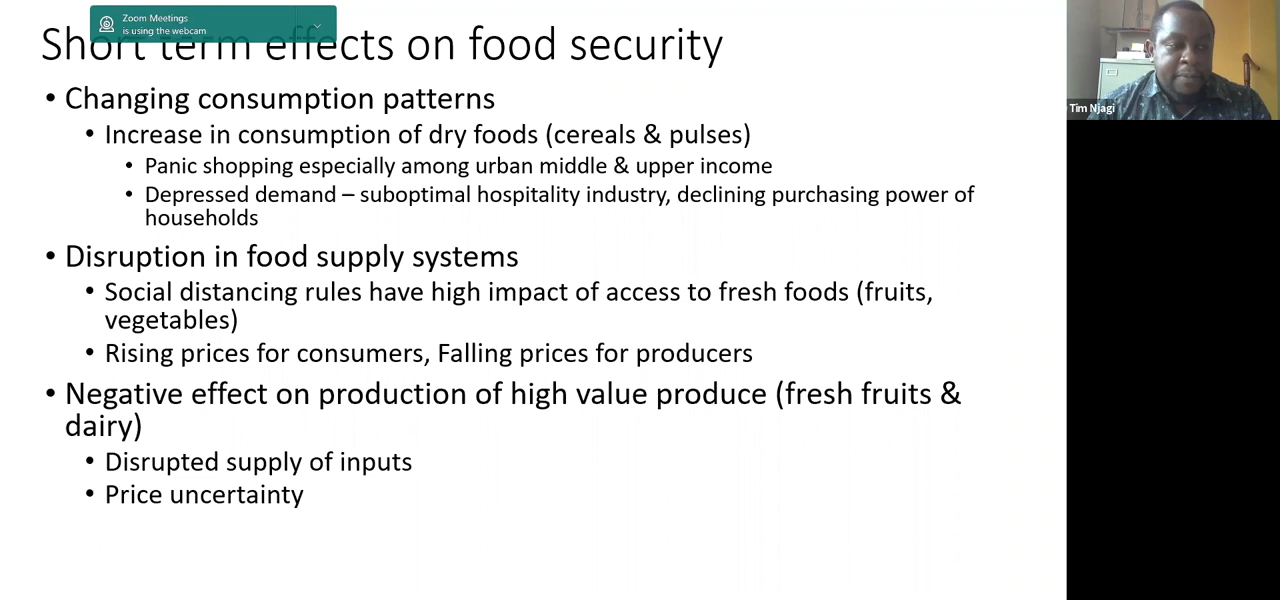 Zoom Meetings
is using the webcam
Short term effects on food security
• Changing consumption patterns
• Increase in consumption of dry foods (cereals & pulses)
• Panic shopping especially among urban middle & upper income
• Depressed demand – suboptimal hospitality industry, declining purchasing power of
households
• Disruption in food supply systems
• Social distancing rules have high impact of access to fresh foods (fruits,
vegetables)
• Rising prices for consumers, Falling prices for producers
• Negative effect on production of high value produce (fresh fruits &
dairy)
• Disrupted supply of inputs
• Price uncertainty
Tim Njagi